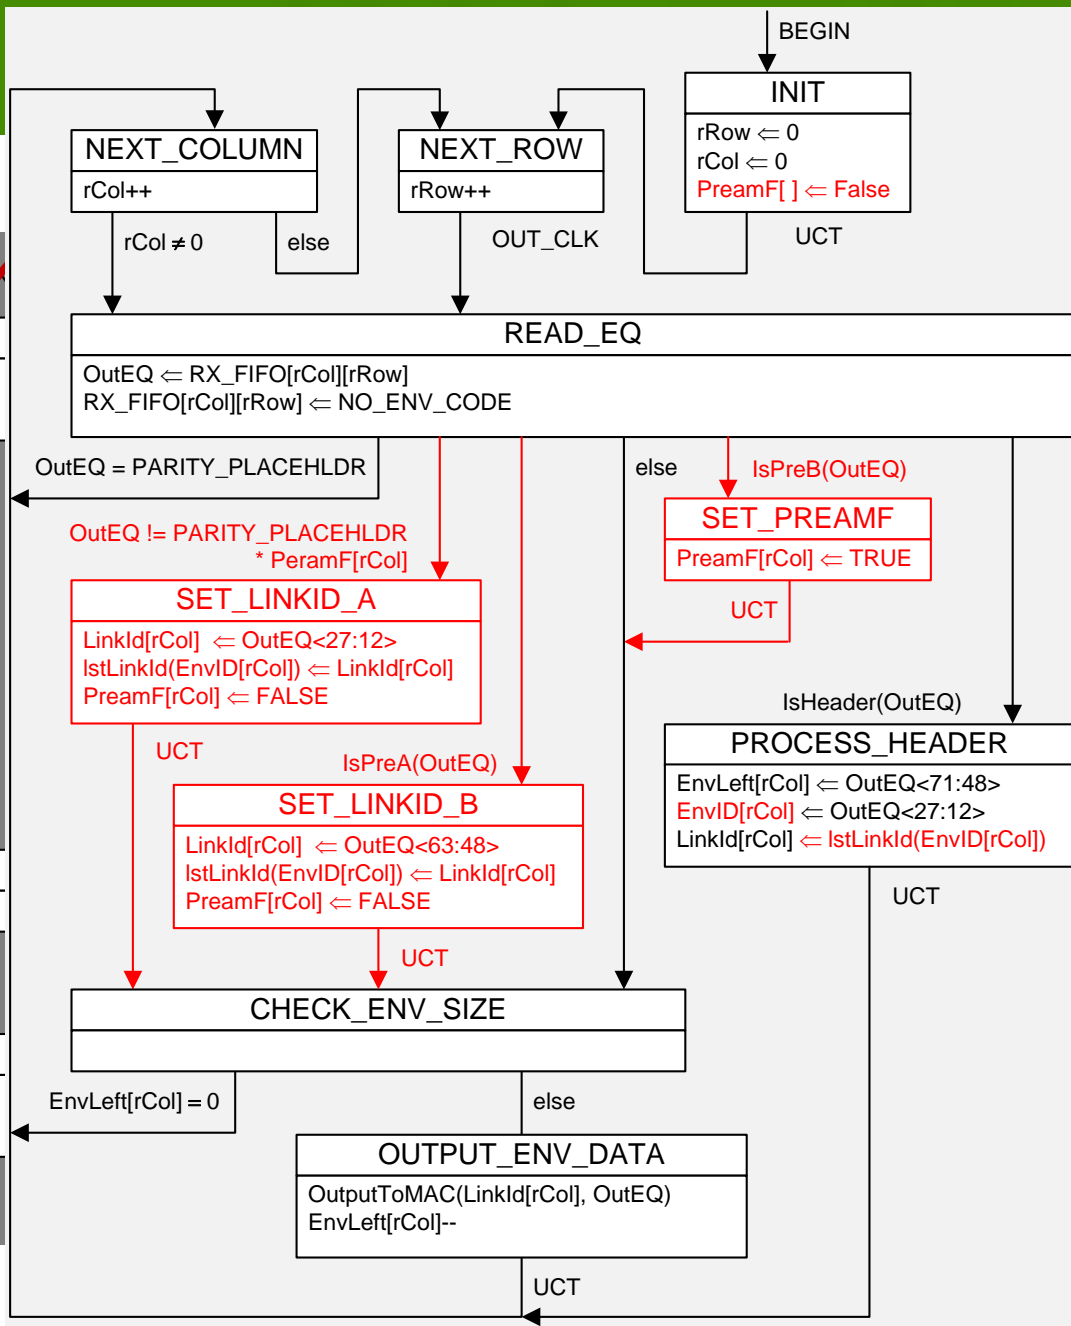 BEGIN
INIT
rRow ⇐ 0
rCol ⇐ 0
PreamF[ ] ⇐ False
NEXT_COLUMN
rCol++
NEXT_ROW
rRow++
rCol ≠ 0
else
OUT_CLK
UCT
READ_EQ
OutEQ ⇐ RX_FIFO[rCol][rRow]
RX_FIFO[rCol][rRow] ⇐ NO_ENV_CODE
OutEQ = PARITY_PLACEHLDR
else
IsPreB(OutEQ)
SET_PREAMF
PreamF[rCol] ⇐ TRUE
UCT
OutEQ != PARITY_PLACEHLDR
* PeramF[rCol]
SET_LINKID_A
LinkId[rCol] ⇐ OutEQ<27:12>
lstLinkId(EnvID[rCol]) ⇐ LinkId[rCol]
PreamF[rCol] ⇐ FALSE
UCT
IsPreA(OutEQ)
SET_LINKID_B
LinkId[rCol] ⇐ OutEQ<63:48>
lstLinkId(EnvID[rCol]) ⇐ LinkId[rCol]
PreamF[rCol] ⇐ FALSE
UCT
IsHeader(OutEQ)
PROCESS_HEADER
EnvLeft[rCol] ⇐ OutEQ<71:48>
EnvID[rCol] ⇐ OutEQ<27:12>
LinkId[rCol] ⇐ lstLinkId(EnvID[rCol])
UCT
CHECK_ENV_SIZE
EnvLeft[rCol] = 0
else
OUTPUT_ENV_DATA
OutputToMAC(LinkId[rCol], OutEQ)
EnvLeft[rCol]--
UCT